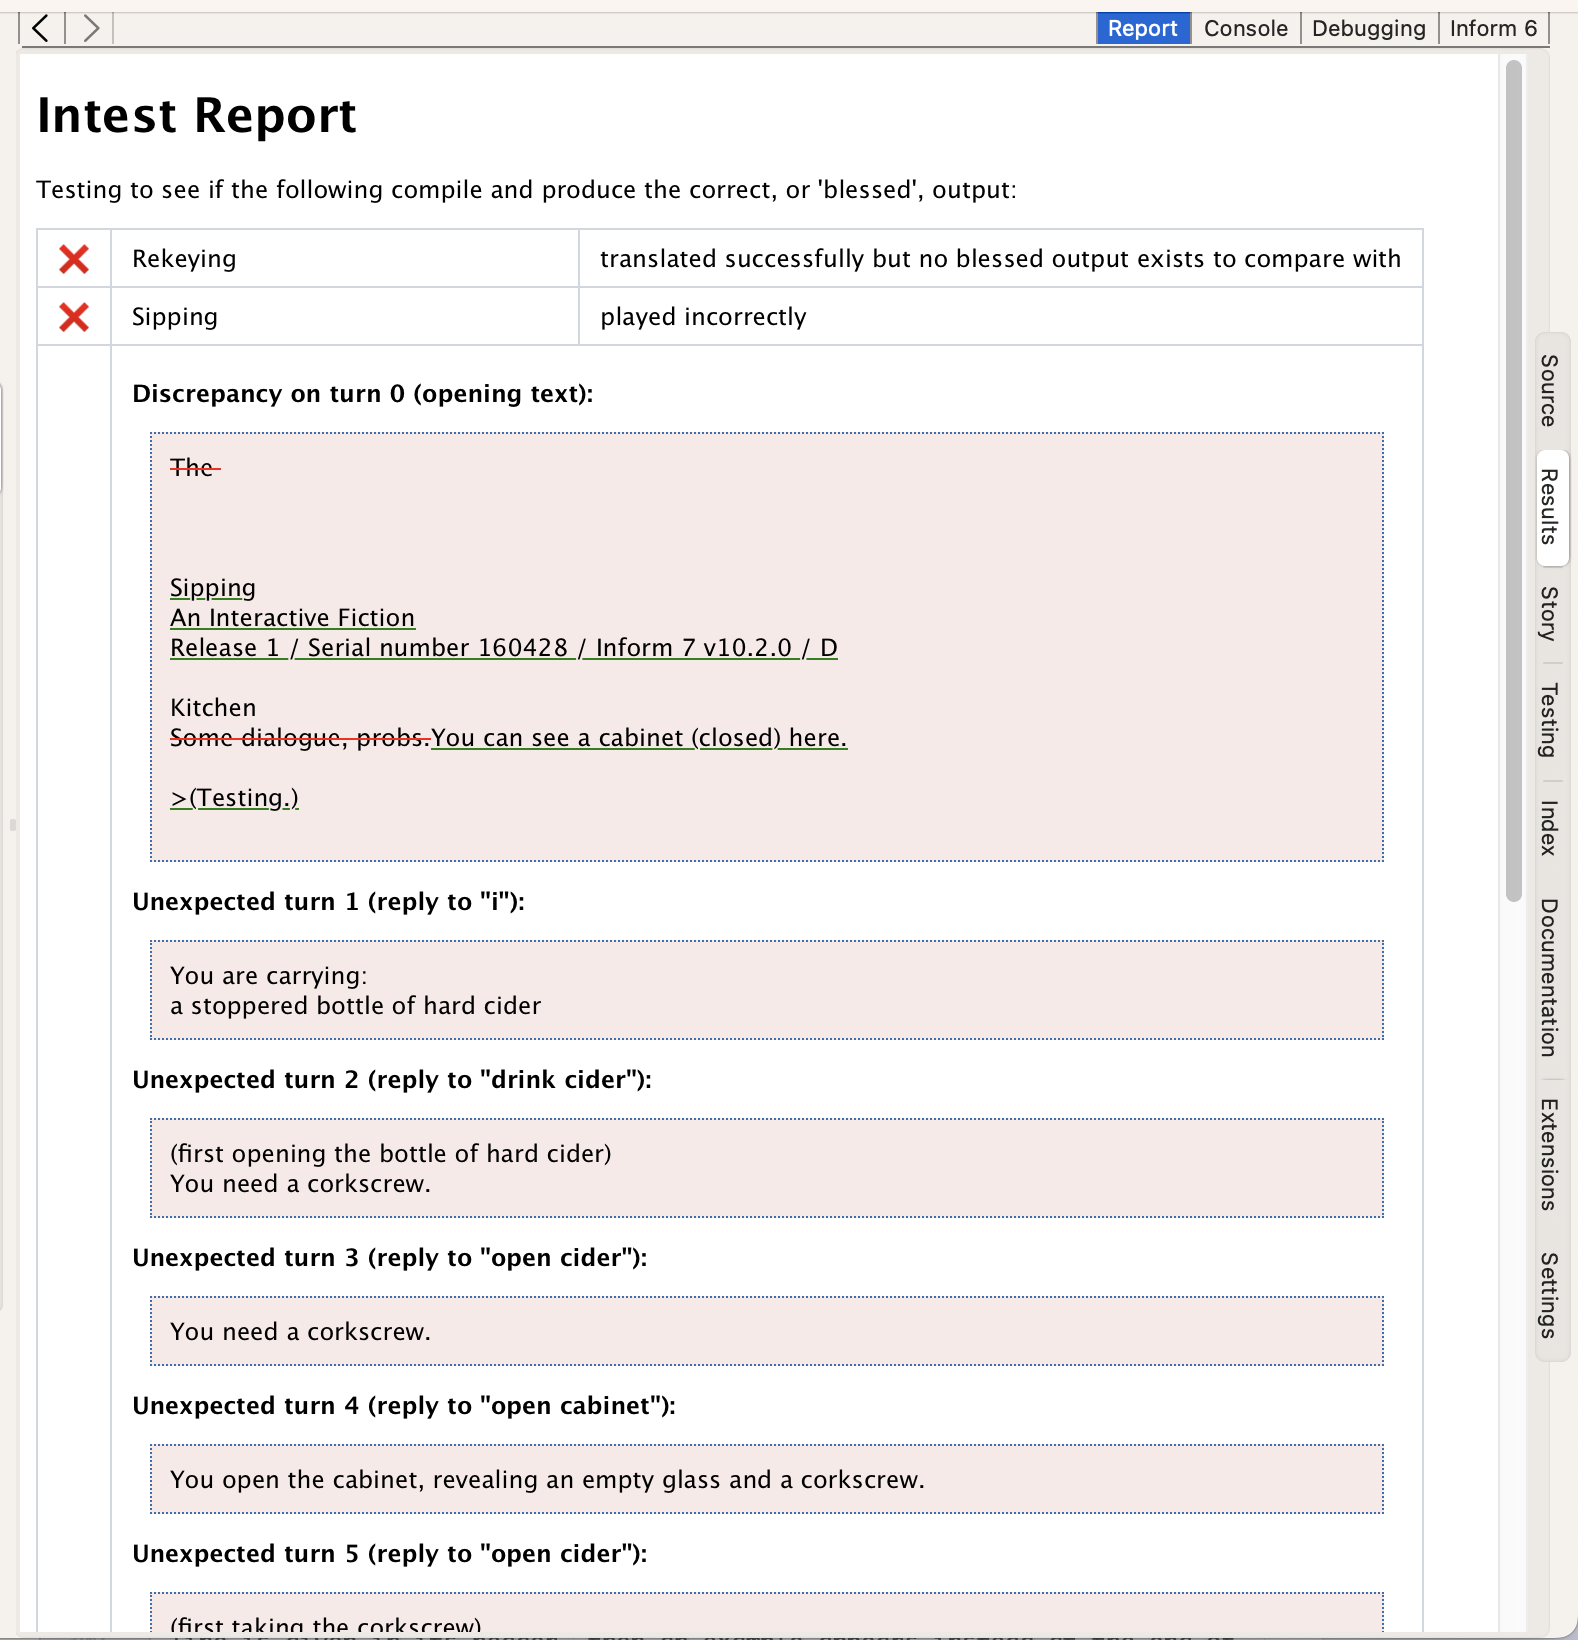 Report
Console
Debugging
Inform 6
Intest Report
Testing to see if the following compile and produce the correct, or 'blessed', output:
Rekeying
translated successfully but no blessed output exists to compare with
Sipping
played incorrectly
Discrepancy on turn 0 (opening text):
The
Sipping
An Interactive Fiction
Release 1 / Serial number 160428 / Inform 7 v10.2.0 / D
Kitchen
Some dialogue, probs.You can see a cabinet (closed) here.
>(Testing.)
Unexpected turn 1 (reply to "i"):
You are carrying:
a stoppered bottle of hard cider
Unexpected turn 2 (reply to "drink cider"):
(first opening the bottle of hard cider)
You need a corkscrew.
Unexpected turn 3 (reply to "open cider"):
You need a corkscrew.
Unexpected turn 4 (reply to "open cabinet"):
You open the cabinet, revealing an empty glass and a corkscrew.
Unexpected turn 5 (reply to "open cider"):
(first taking the corkscrew)
Source
Results
Story
Testing
Index
Documentation
Extensions
Settings